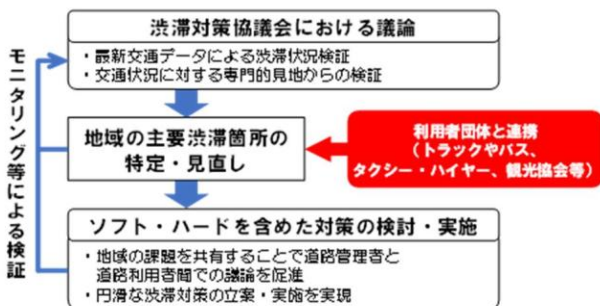 渋滞対策協議会における議論
・最新交通データによる渋滞状況検証
・交通状況に対する専門的見地からの検証
モニタリング等による検証
地域の主要渋滞箇所の
特定・見直し
利用者団体と連携
（トラックやバス、
タクシー・ハイヤー、観光協会等）
ソフト・ハードを含めた対策の検討・実施
・地域の課題を共有することで道路管理者と
道路利用者間での議論を促進
・円滑な渋滞対策の立案・実施を実現